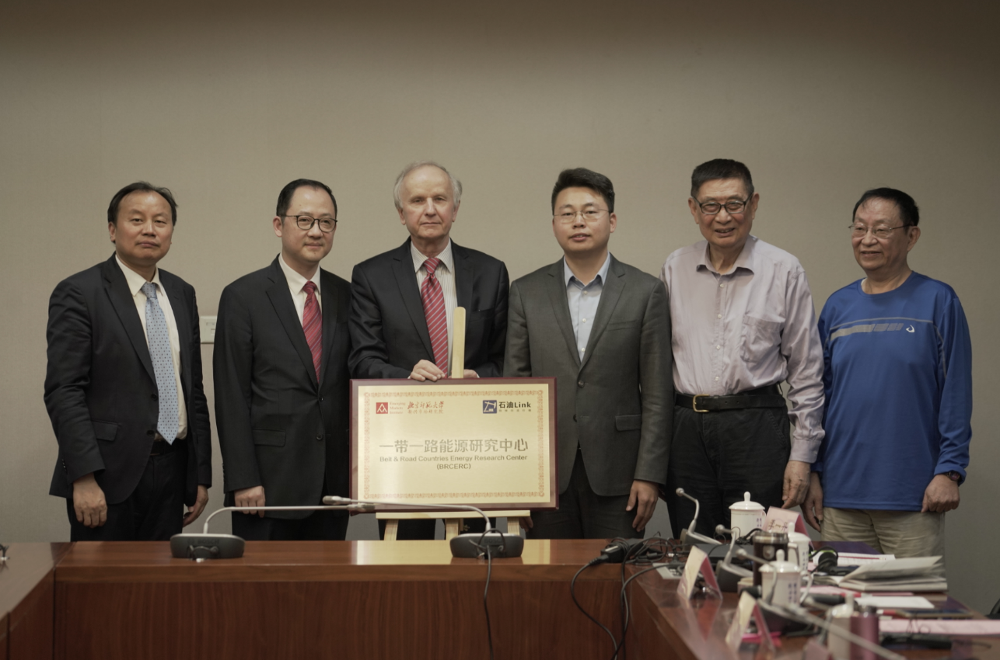 北京师范大学
石油Link
一带一路能源研究中心
Belt & Road Countries Energy Research Center
(BRCERC)